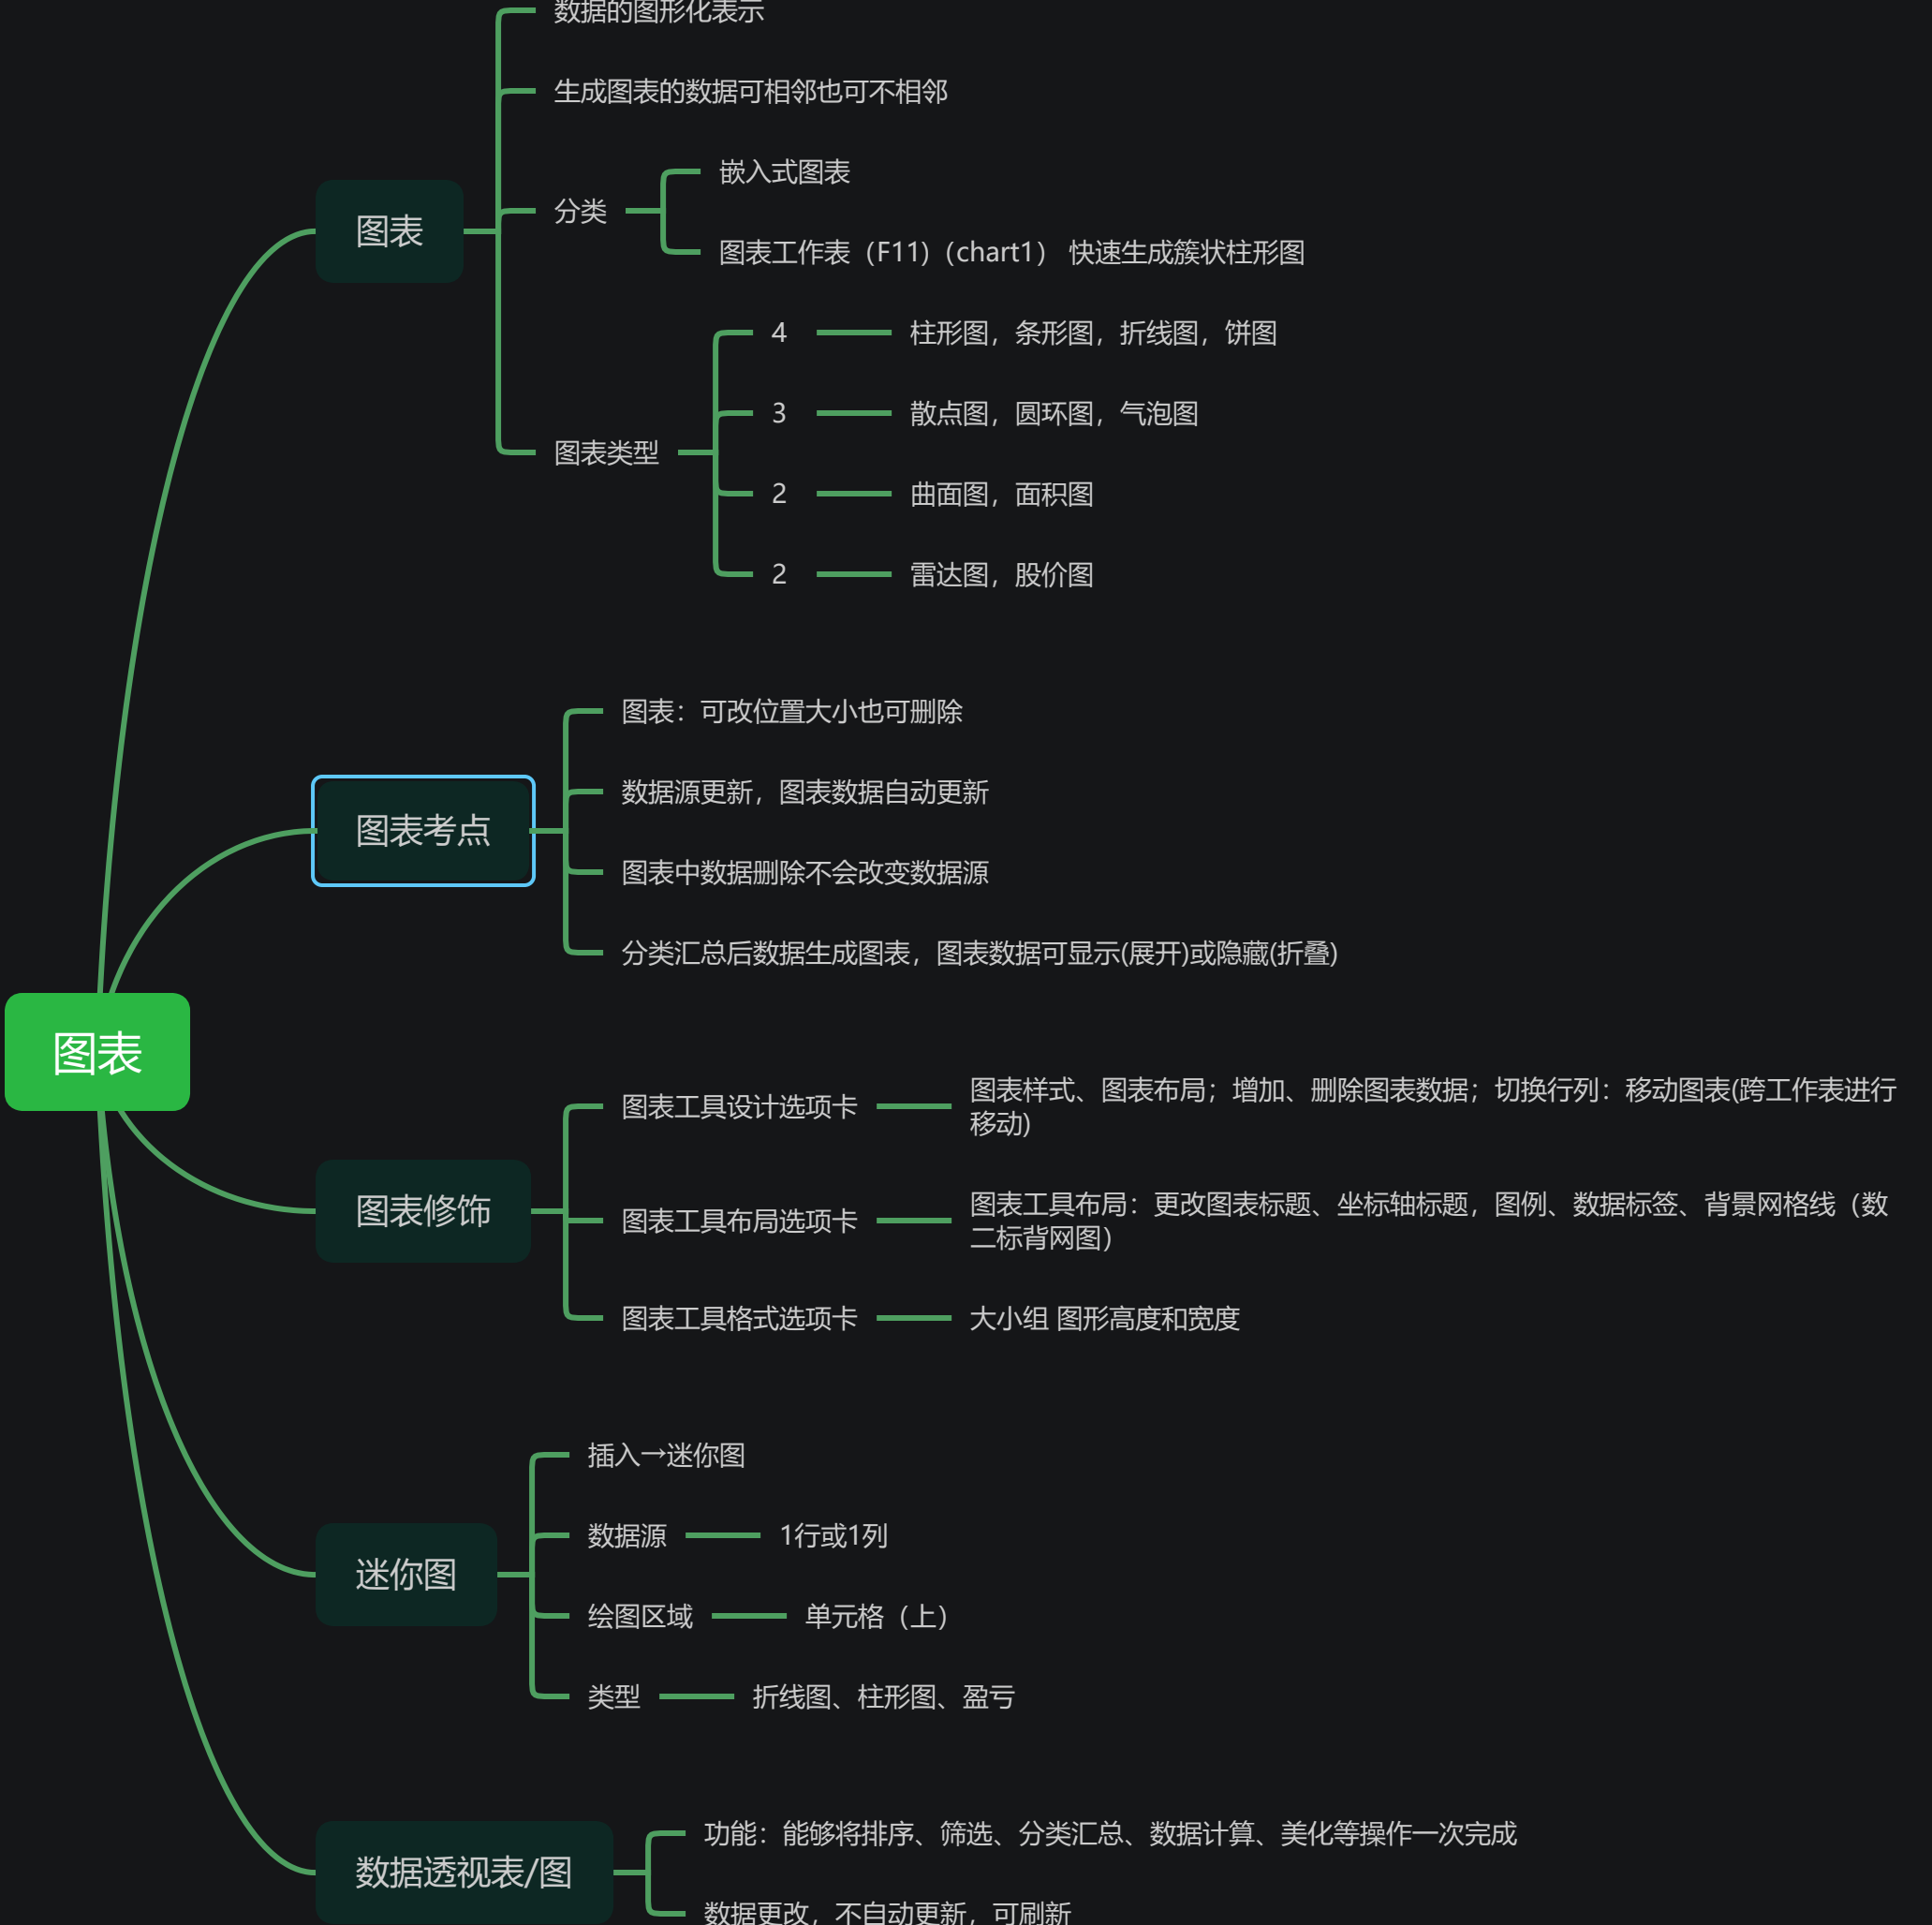 数据的图形化表示
生成图表的数据可相邻也可不相邻
嵌入式图表
分类
图表
图表工作表（F11)（chart1） 快速生成簇状柱形图
4
柱形图，条形图，折线图，饼图
3
散点图，圆环图，气泡图
图表类型
2
曲面图，面积图
2
雷达图，股价图
图表：可改位置大小也可删除
数据源更新，图表数据自动更新
图表考点
图表中数据删除不会改变数据源
分类汇总后数据生成图表，图表数据可显示(展开)或隐藏(折叠)
图表
图表工具设计选项卡
图表样式、图表布局；增加、删除图表数据；切换行列：移动图表(跨工作表进行
移动)
图表修饰
图表工具布局选项卡
图表工具布局：更改图表标题、坐标轴标题，图例、数据标签、背景网格线（数
二标背网图）
图表工具格式选项卡
大小组 图形高度和宽度
插入→迷你图
数据源
1行或1列
迷你图
绘图区域
单元格（上）
类型
折线图、柱形图、盈亏
功能：能够将排序、筛选、分类汇总、数据计算、美化等操作一次完成
数据透视表/图
数据更改，不自动更新，可刷新